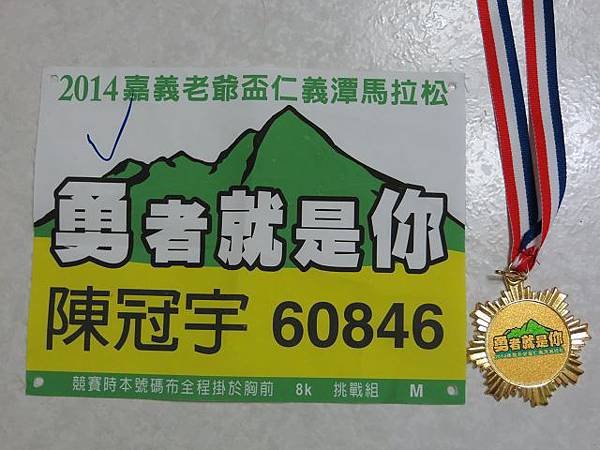 2014嘉義老爺盃仁義潭馬拉松
勇者就是你
陳冠宇 60846
競賽時本號碼布全程掛於胸前 8k 挑戰組 M
勇者就是你